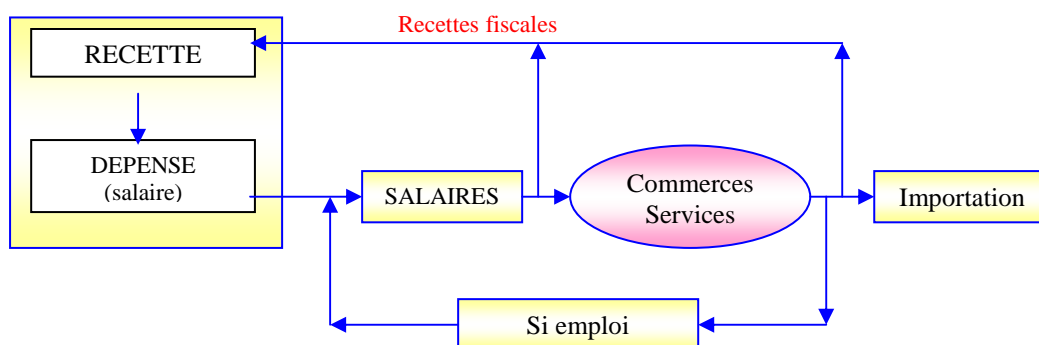 Recettes fiscales
RECETTE
DEPENSE
(salaire)
SALAIRES
Commerces
Services
Importation
Si emploi